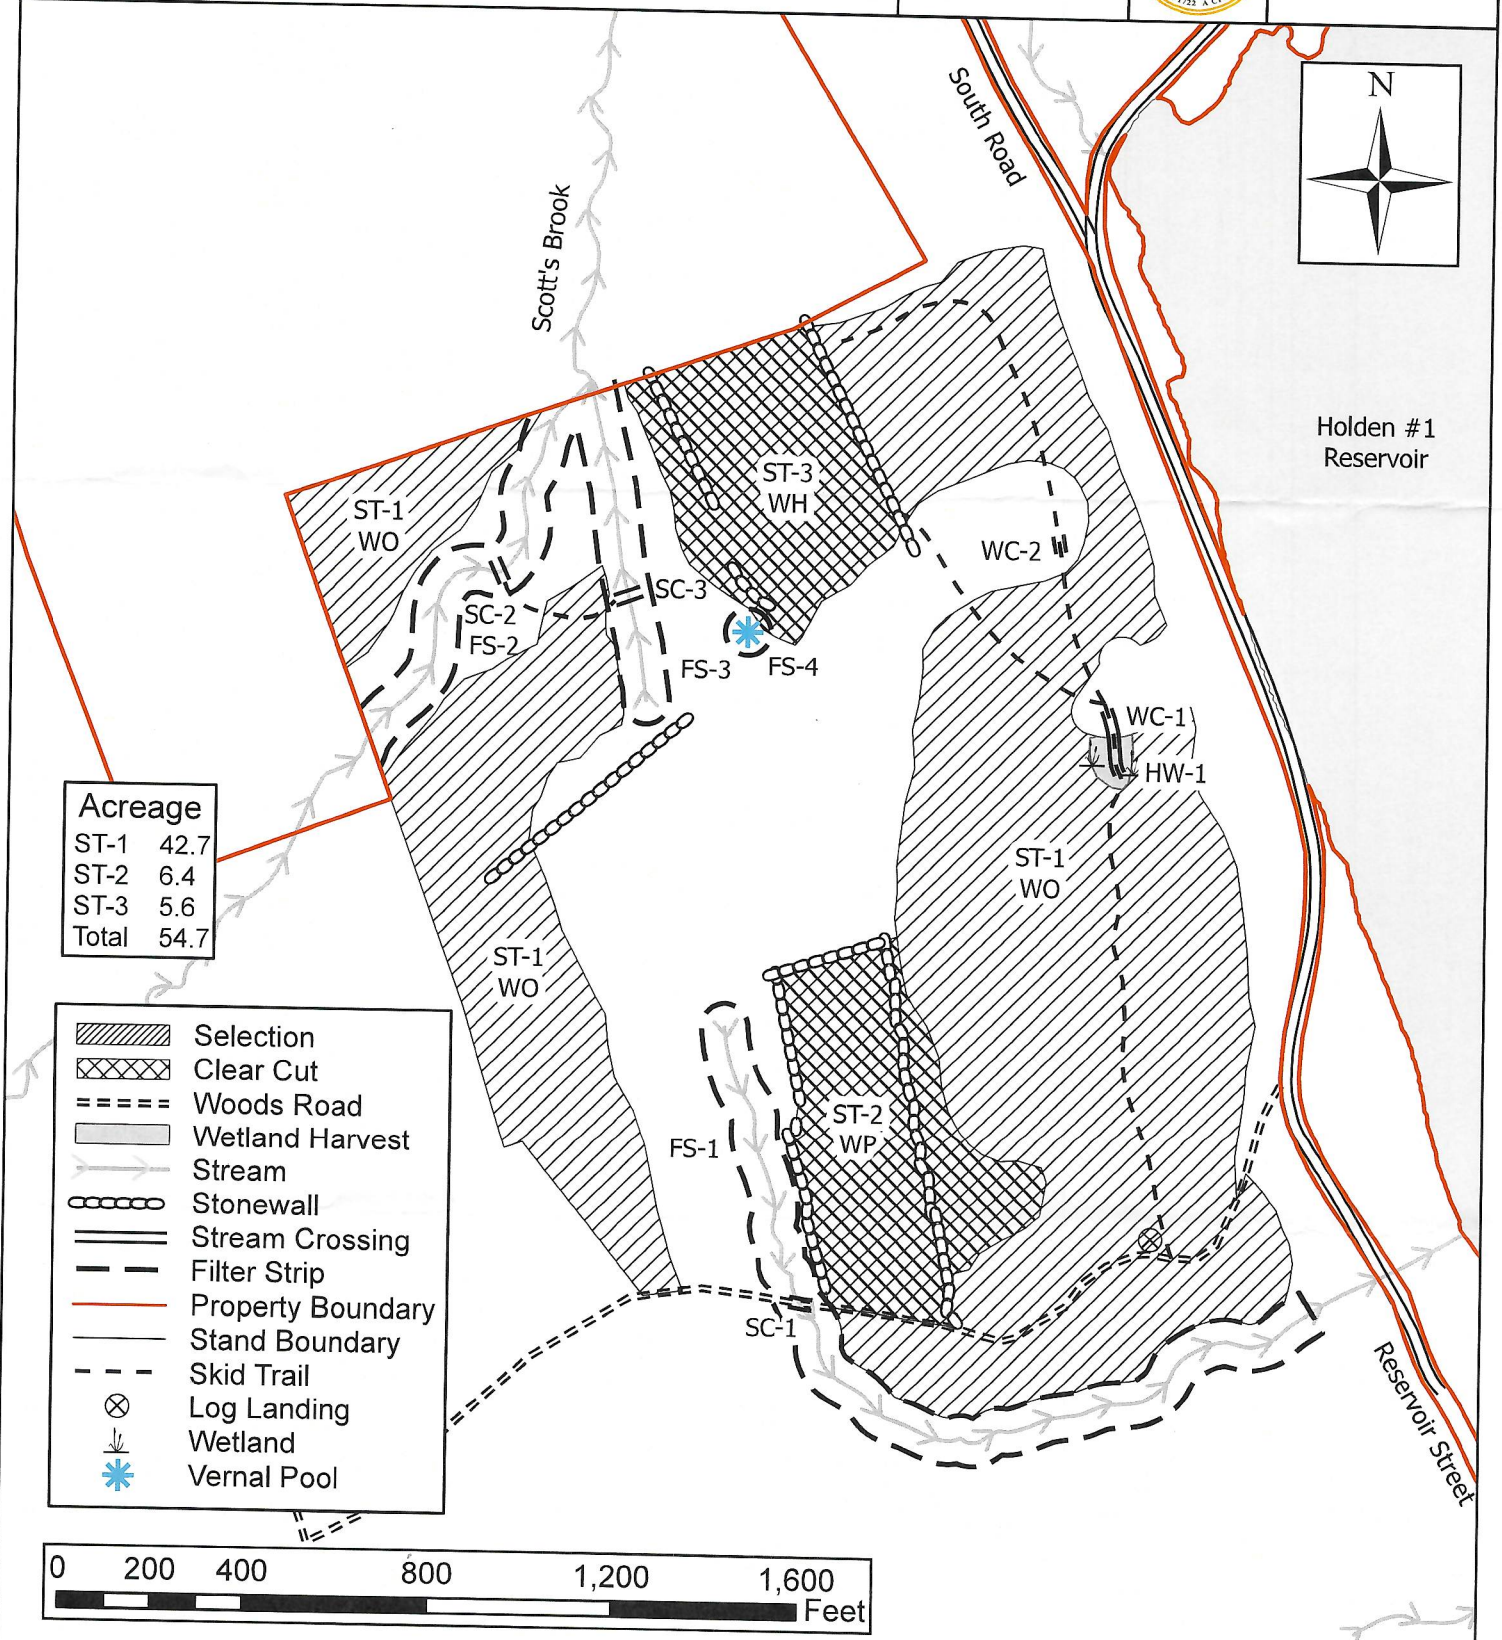 1722 A C
N
South Road
Scott's Brook
Holden #1
Reservoir
ST-3
WH
ST-1
WO
WC-2
SC-3
SC-2
FS-2
FS-3
FS-4
WC-1
HW-1
Acreage
ST-1 42.7
ST-2 6.4
ST-3 5.6
Total 54.7
ST-1
WO
ST-1
WO
ST-2
WP
FS-1
SC-1
Reservoir Street
Selection
Clear Cut
Woods Road
Wetland Harvest
Stream
Stonewall
Stream Crossing
Filter Strip
Property Boundary
Stand Boundary
Skid Trail
Log Landing
Wetland
Vernal Pool
0 200 400 800 1,200 1,600
Feet